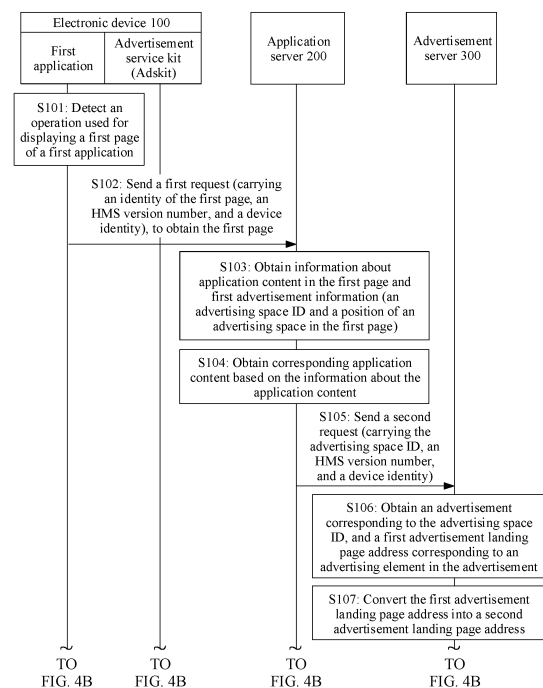 Electronic device 100
First
application
Advertisement
service kit
(Adskit)
Application
server 200
Advertisement
server 300
S101: Detect an
operation used for
displaying a first page
of a first application
S102: Send a first request (carrying
an identity of the first page, an
HMS version number, and a device
identity), to obtain the first page
S103: Obtain information about
application content in the first page and
first advertisement information (an
advertising space ID and a position of an
advertising space in the first page)
S104: Obtain corresponding application
content based on the information about the
application content
S105: Send a second
request (carrying the
advertising space ID, an
HMS version number,
and a device identity)
S106: Obtain an advertisement
corresponding to the advertising space
ID, and a first advertisement landing
page address corresponding to an
advertising element in the advertisement
S107: Convert the first advertisement
landing page address into a second
advertisement landing page address
TO
FIG. 4B
TO
FIG. 4B
TO
FIG. 4B
TO
FIG. 4B